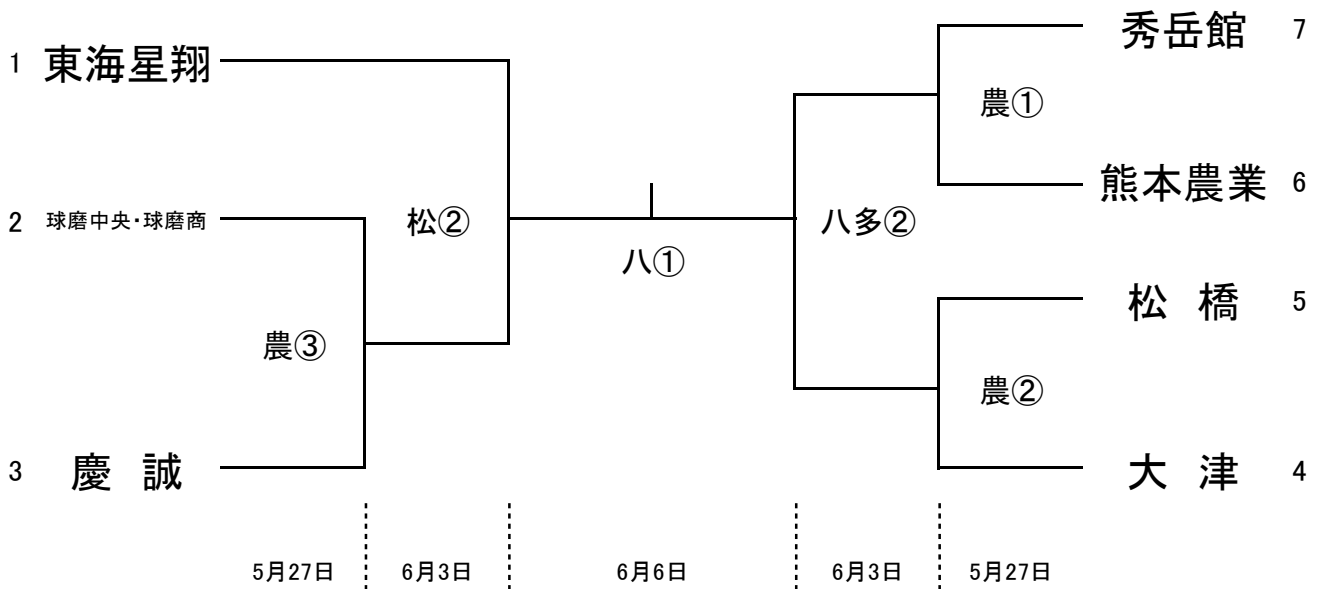 1 東海星翔
2 球磨中央・球磨商
3 慶 誠
農③
松②
八①
八多②
農①
農②
秀岳館 7
熊本農業 6
松 橋 5
大 津 4
5月27日 6月3日 6月6日 6月3日 5月27日